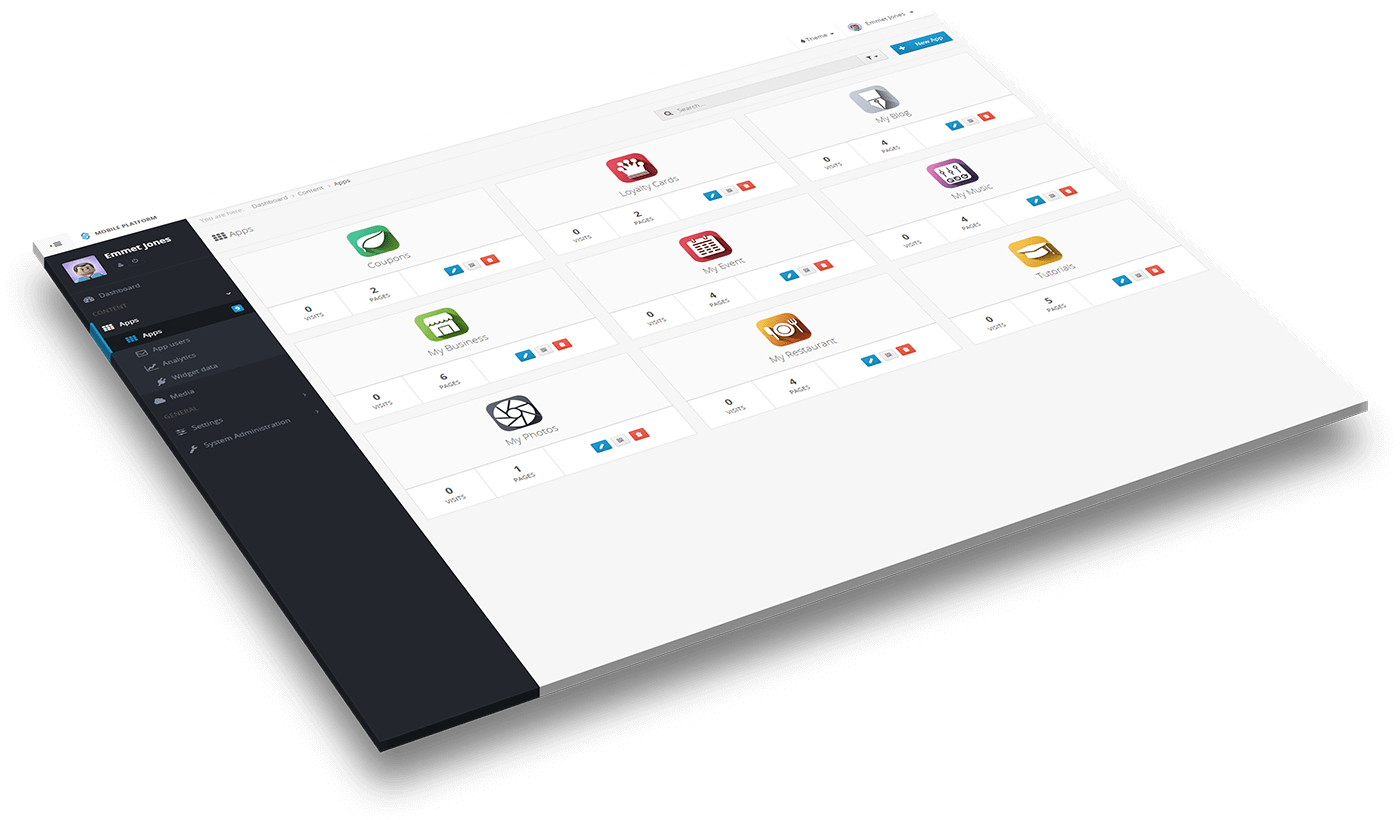 Theme
Emmet Jones
MOBILE PLATFORM
You are here: Dashboard Content Apps
Apps
Search...
New App
Emmet Jones
Dashboard
CONTENT
Apps
Apps
App users
Analytics
Widget data
Media
GENERAL
Settings
System Administration
Coupons
0 VISITS
2 PAGES
Loyalty Cards
0 VISITS
2 PAGES
My Blog
0 VISITS
4 PAGES
My Business
0 VISITS
6 PAGES
My Event
0 VISITS
4 PAGES
My Music
0 VISITS
4 PAGES
My Photos
0 VISITS
1 PAGES
My Restaurant
0 VISITS
4 PAGES
Tutorials
0 VISITS
5 PAGES